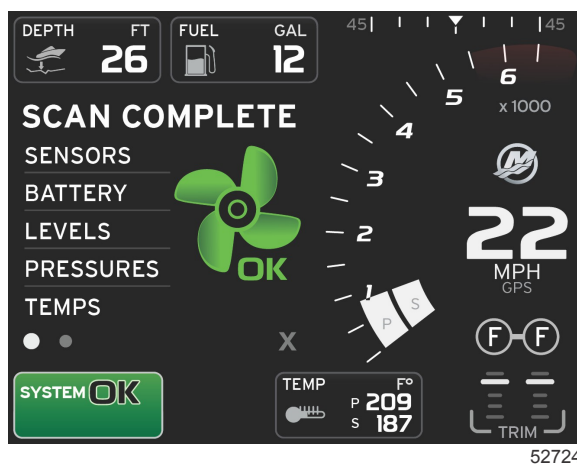 DEPTH FT
26
FUEL GAL
12
45 45
SCAN COMPLETE
SENSORS
BATTERY
LEVELS
PRESSURES
TEMPS
OK
X
SYSTEM OK
6
5
4
3
2
1
x 1000
P S
22
MPH
GPS
F F
TEMP F°
P 209
S 187
TRIM
52724